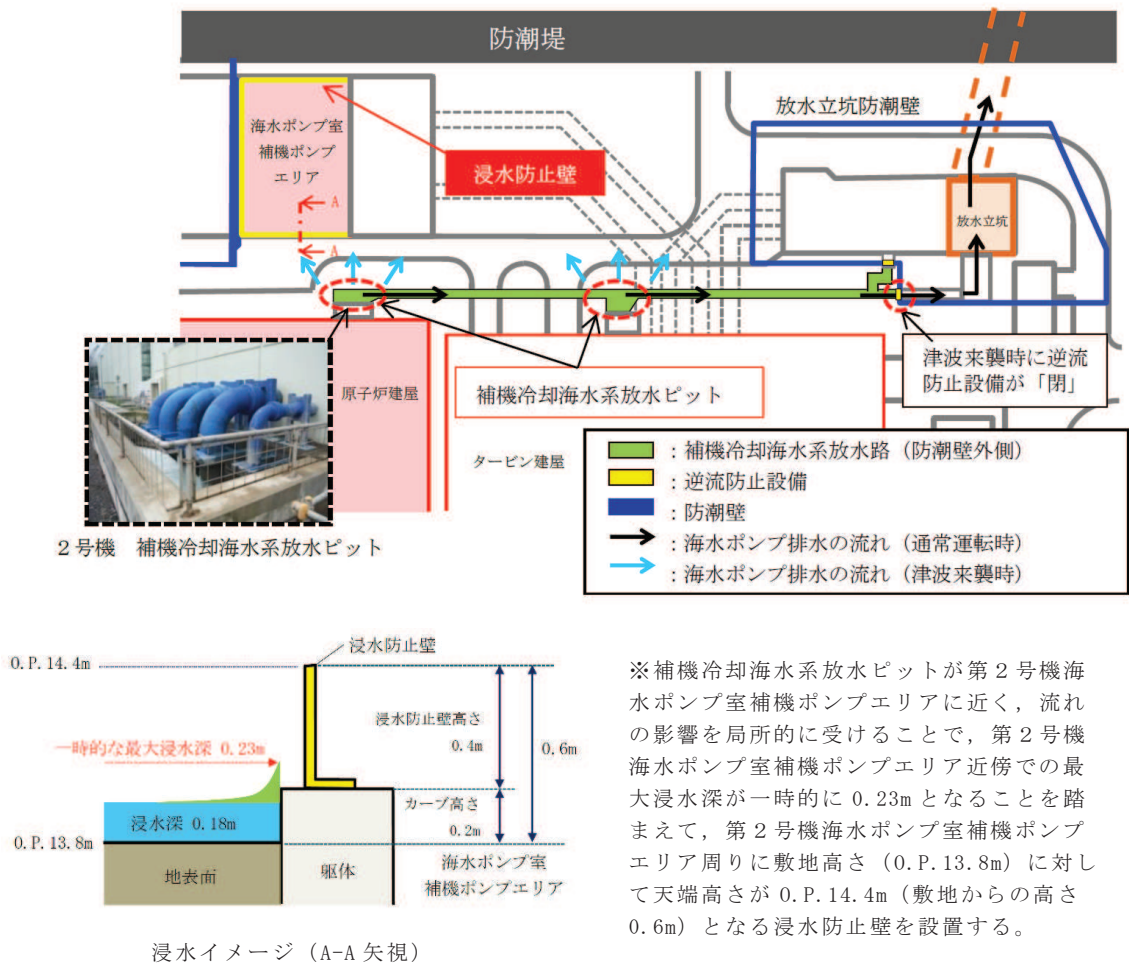 防潮堤
放水立坑防潮壁
海水ポンプ室
補機ポンプ
エリア
浸水防止壁
A
A
放水立坑
原子炉建屋
補機冷却海水系放水ピット
タービン建屋
津波来襲時に逆流
防止設備が「閉」
2号機 補機冷却海水系放水ピット
:補機冷却海水系放水路(防潮壁外側)
:逆流防止設備
:防潮壁
:海水ポンプ排水の流れ(通常運転時)
:海水ポンプ排水の流れ(津波来襲時)
O.P.14.4m
浸水防止壁
浸水防止壁高さ
0.4m
0.6m
一時的な最大浸水深 0.23m
カーブ高さ
0.2m
浸水深 0.18m
O.P.13.8m
地表面
躯体
海水ポンプ室
補機ポンプエリア
浸水イメージ(A-A 矢視)
※補機冷却海水系放水ピットが第2号機海
水ポンプ室補機ポンプエリアに近く,流れ
の影響を局所的に受けることで,第2号機
海水ポンプ室補機ポンプエリア近傍での最
大浸水深が一時的に 0.23m となることを踏
まえて,第2号機海水ポンプ室補機ポンプ
エリア周りに敷地高さ(O.P.13.8m)に対し
て天端高さが O.P.14.4m(敷地からの高さ
0.6m)となる浸水防止壁を設置する。